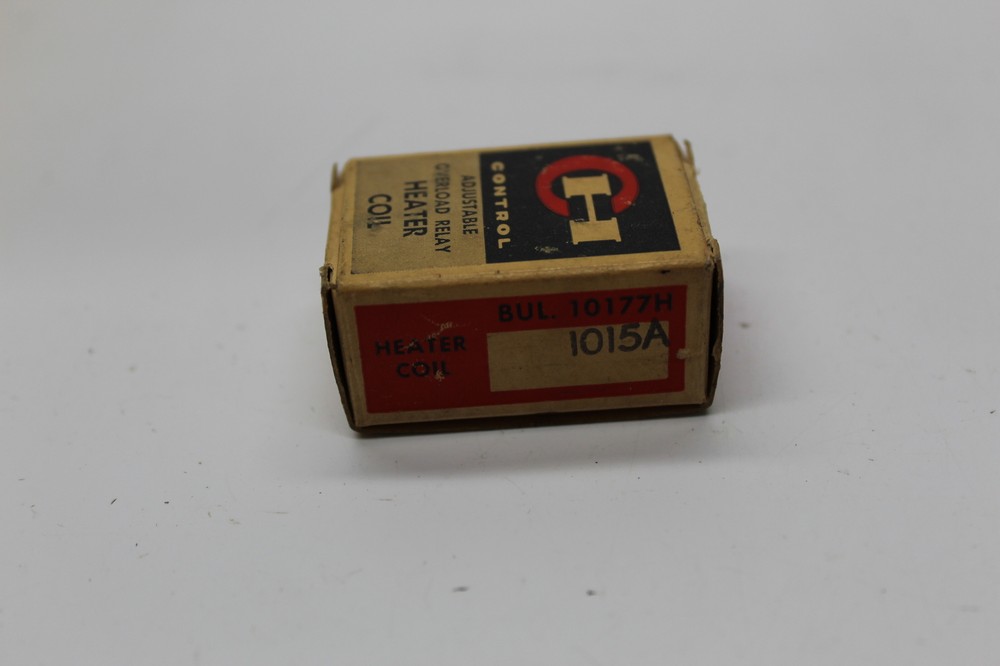 CH
CONTROL
ADJUSTABLE
OVERLOAD RELAY
HEATER
COIL
BUL. 10177H
HEATER
COIL
1015A